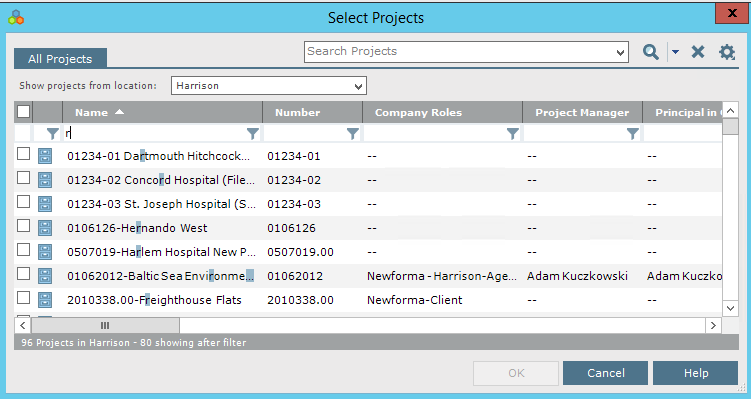 Select Projects
x
All Projects
Search Projects
Show projects from location: Harrison
Name Number Company Roles Project Manager Principal in
r
01234-01 Dartmouth Hitchcock... 01234-01 -- -- --
01234-02 Concord Hospital (File... 01234-02 -- -- --
01234-03 St. Joseph Hospital (S... 01234-03 -- -- --
0106126-Hernando West 0106126 -- -- --
0507019-Harlem Hospital New P... 0507019.00 -- -- --
01062012-Baltic Sea Environme... 01062012 Newforma - Harrison-Age... Adam Kuczkowski Adam Kuczko
2010338.00-Freighthouse Flats 2010338.00 Newforma-Client -- --
96 Projects in Harrison - 80 showing after filter
OK Cancel Help